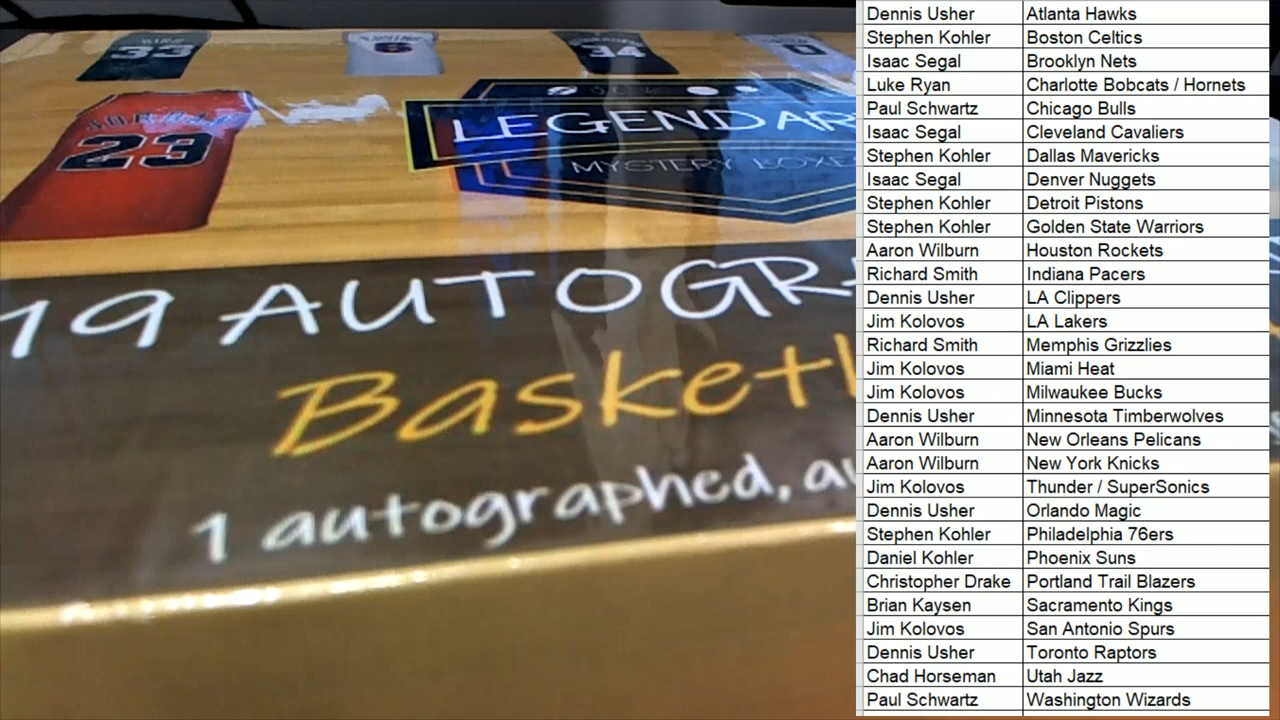 33
34
0
JORDAN
23
LEGENDAR
MYSTERY BOXE
19 AUTOGR
Basketb
1 autographed, au
Dennis Usher Atlanta Hawks
Stephen Kohler Boston Celtics
Isaac Segal Brooklyn Nets
Luke Ryan Charlotte Bobcats / Hornets
Paul Schwartz Chicago Bulls
Isaac Segal Cleveland Cavaliers
Stephen Kohler Dallas Mavericks
Isaac Segal Denver Nuggets
Stephen Kohler Detroit Pistons
Stephen Kohler Golden State Warriors
Aaron Wilburn Houston Rockets
Richard Smith Indiana Pacers
Dennis Usher LA Clippers
Jim Kolovos LA Lakers
Richard Smith Memphis Grizzlies
Jim Kolovos Miami Heat
Jim Kolovos Milwaukee Bucks
Dennis Usher Minnesota Timberwolves
Aaron Wilburn New Orleans Pelicans
Aaron Wilburn New York Knicks
Jim Kolovos Thunder / SuperSonics
Dennis Usher Orlando Magic
Stephen Kohler Philadelphia 76ers
Daniel Kohler Phoenix Suns
Christopher Drake Portland Trail Blazers
Brian Kaysen Sacramento Kings
Jim Kolovos San Antonio Spurs
Dennis Usher Toronto Raptors
Chad Horseman Utah Jazz
Paul Schwartz Washington Wizards